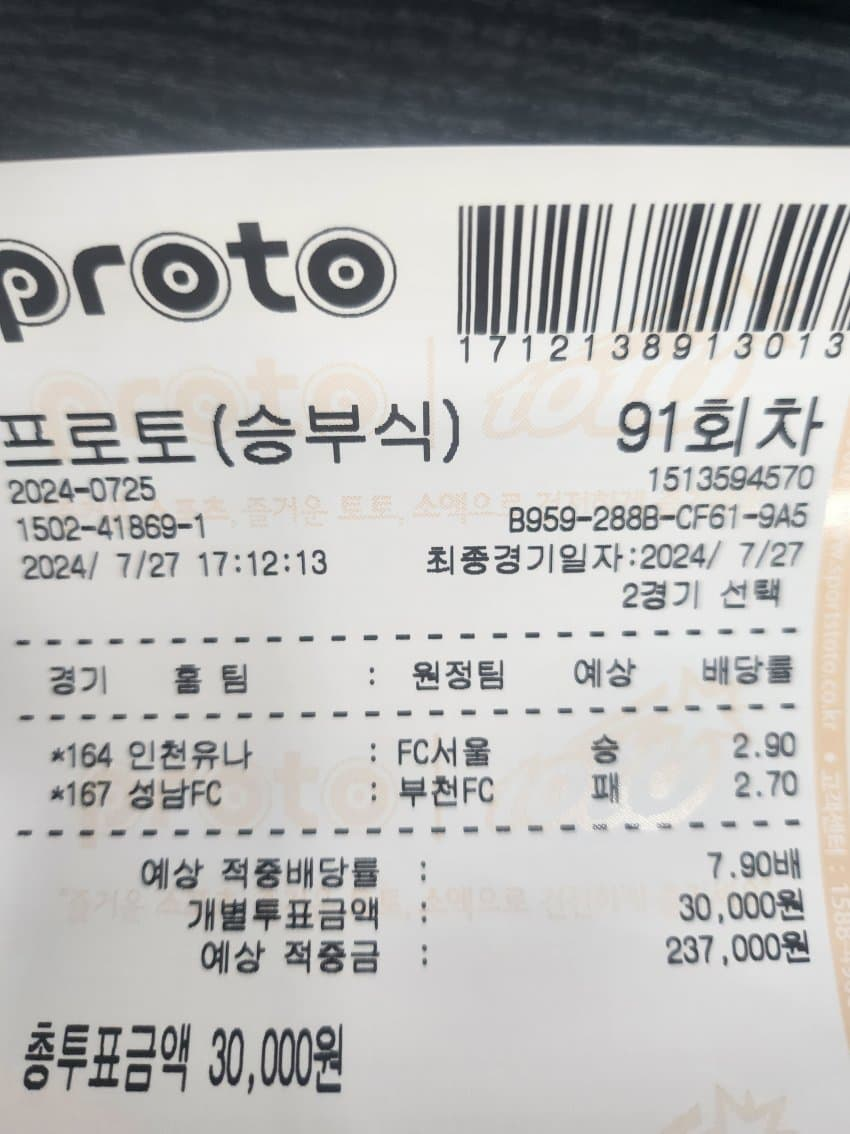 proto
1712138913013
프로토(승부식) 91회차
2024-0725 1513594570
1502-41869-1 B959-288B-CF61-9A5
2024/ 7/27 17:12:13 최종경기일자:2024/ 7/27
2경기 선택
경기 홈 팀 : 원정팀 예상 배당률
*164 인천유나 : FC서울 승 2.90
*167 성남FC : 부천FC 패 2.70
예상 적중배당률 : 7.90배
개별투표금액 : 30,000원
예상 적중금 : 237,000원
총투표금액 30,000원